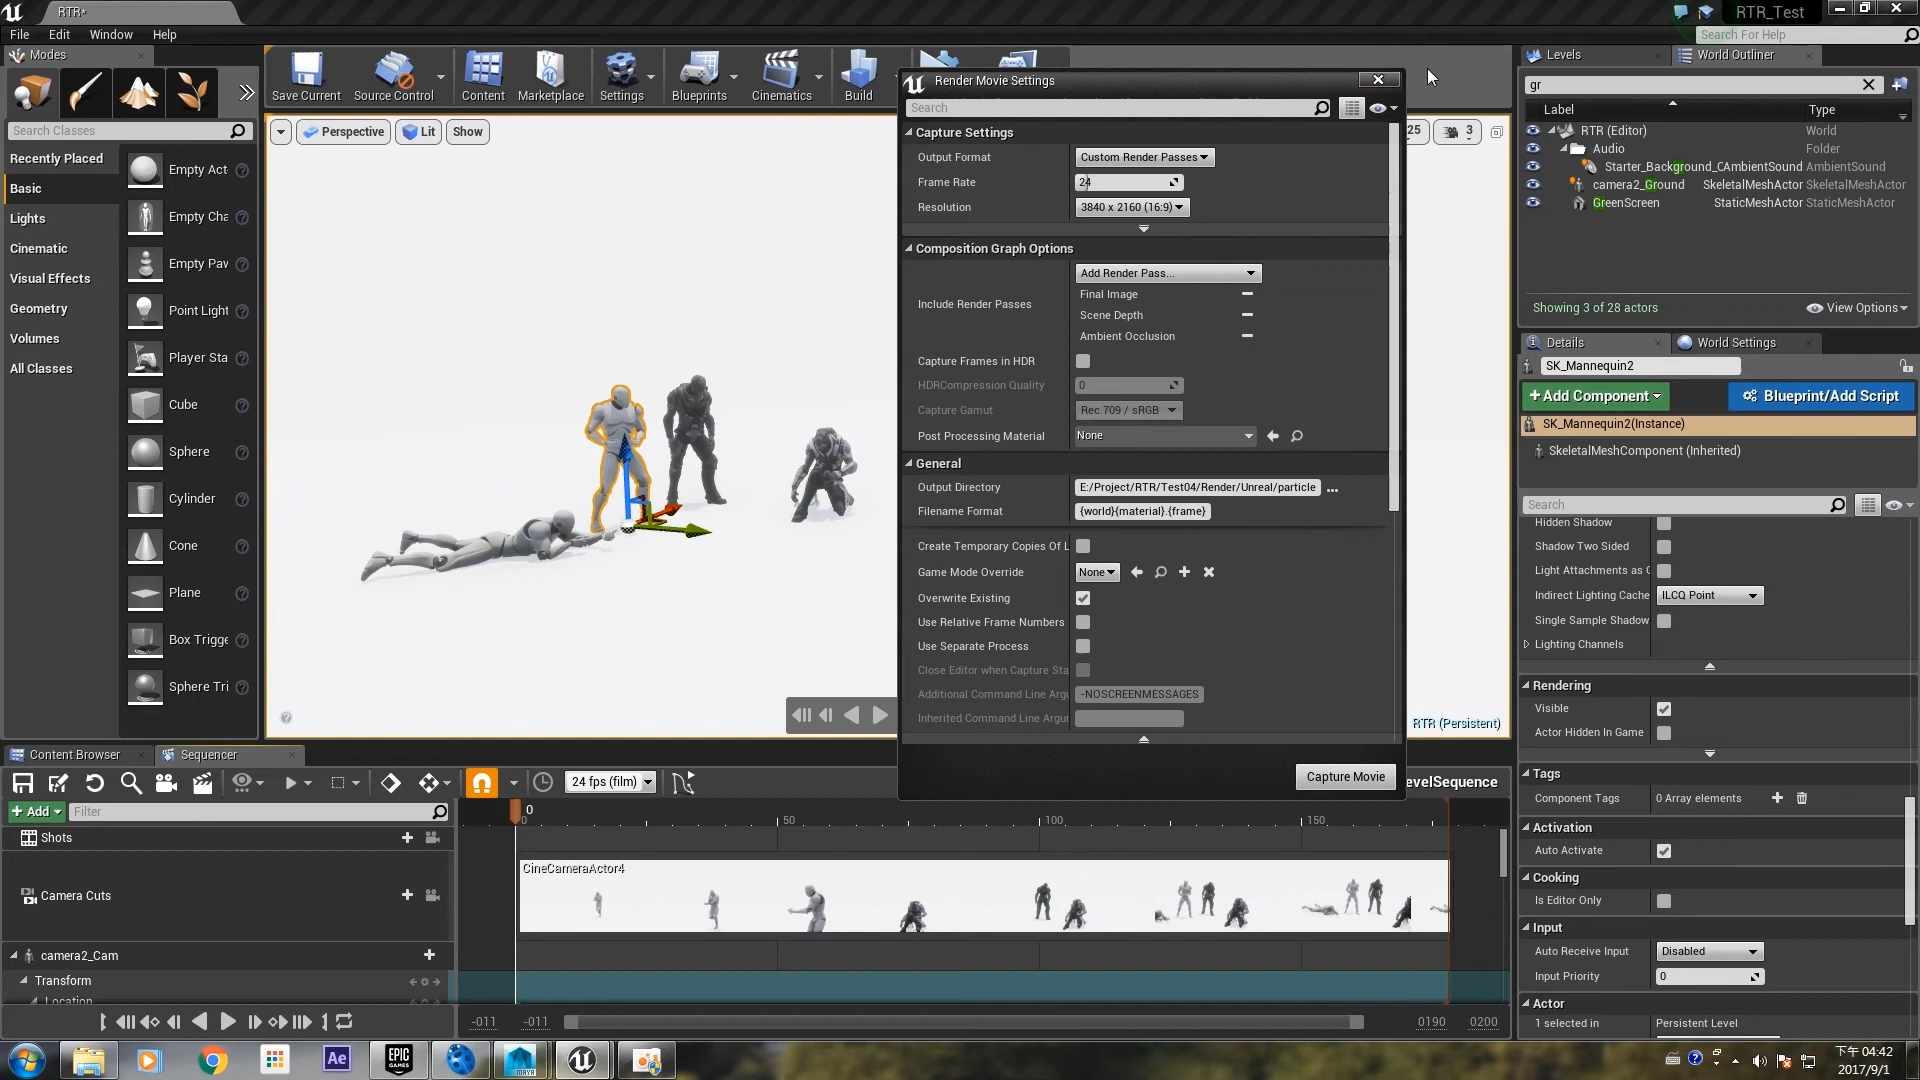 RTR*
RTR_Test
File Edit Window Help
Search For Help
Modes
Save Current
Source Control
Content
Marketplace
Settings
Blueprints
Cinematics
Build
Search Classes
Recently Placed
Basic
Lights
Cinematic
Visual Effects
Geometry
Volumes
All Classes
Empty Act
Empty Cha
Empty Paw
Point Light
Player Sta
Cube
Sphere
Cylinder
Cone
Plane
Box Trigge
Sphere Tri
Perspective
Lit
Show
25
3
RTR (Persistent)
Render Movie Settings
Search
Capture Settings
Output Format Custom Render Passes
Frame Rate 24
Resolution 3840 x 2160 (16:9)
Composition Graph Options
Add Render Pass...
Include Render Passes
Final Image
Scene Depth
Ambient Occlusion
Capture Frames in HDR
HDRCompression Quality 0
Capture Gamut Rec.709 / sRGB
Post Processing Material None
General
Output Directory E:/Project/RTR/Test04/Render/Unreal/particle ...
Filename Format {world}{material}.{frame}
Create Temporary Copies Of L
Game Mode Override None
Overwrite Existing
Use Relative Frame Numbers
Use Separate Process
Close Editor when Capture Sta
Additional Command Line Argu -NOSCREENMESSAGES
Inherited Command Line Argur
Capture Movie
Levels
World Outliner
gr
Label Type
RTR (Editor) World
Audio Folder
Starter_Background_CAmbientSound AmbientSound
camera2_Ground SkeletalMeshActor SkeletalMeshActor
GreenScreen StaticMeshActor StaticMeshActor
Showing 3 of 28 actors
View Options
Details
World Settings
SK_Mannequin2
+Add Component
Blueprint/Add Script
SK_Mannequin2(Instance)
SkeletalMeshComponent (Inherited)
Search
Hidden Shadow
Shadow Two Sided
Light Attachments as G
Indirect Lighting Cache ILCQ Point
Single Sample Shadow
Lighting Channels
Rendering
Visible
Actor Hidden In Game
Tags
Component Tags 0 Array elements
Activation
Auto Activate
Cooking
Is Editor Only
Input
Auto Receive Input Disabled
Input Priority 0
Actor
1 selected in Persistent Level
Content Browser
Sequencer
24 fps (film)
evelSequence
+ Add
Filter
0
0 50 100 150
Shots
Camera Cuts
CineCameraActor4
camera2_Cam
Transform
Location
-011 -011 0190 0200
Ae
EPIC GAMES
MAYA
下午 04:42
2017/9/1